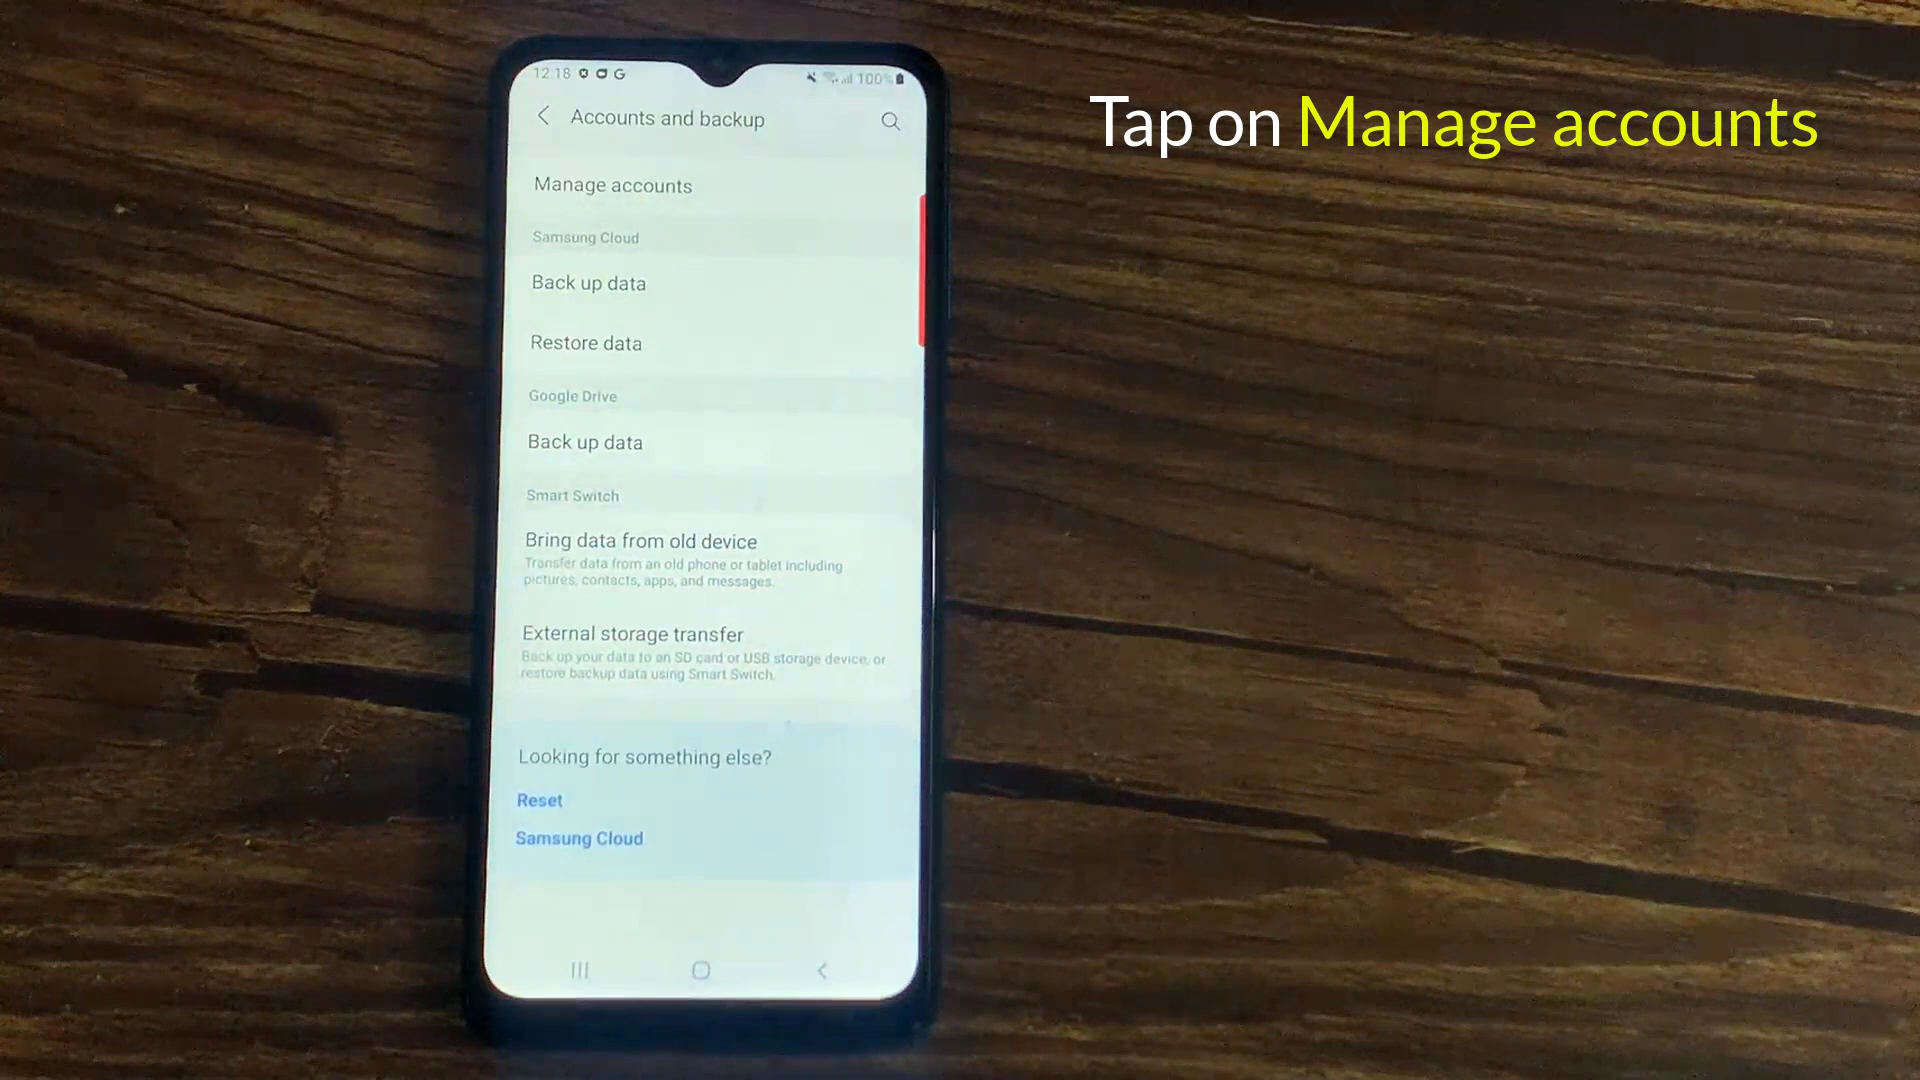 Tap on Manage accounts
12:18 G 100%
Accounts and backup
Manage accounts
Samsung Cloud
Back up data
Restore data
Google Drive
Back up data
Smart Switch
Bring data from old device
Transfer data from an old phone or tablet including
pictures, contacts, apps, and messages.
External storage transfer
Back up your data to an SD card or USB storage device, or
restore backup data using Smart Switch.
Looking for something else?
Reset
Samsung Cloud